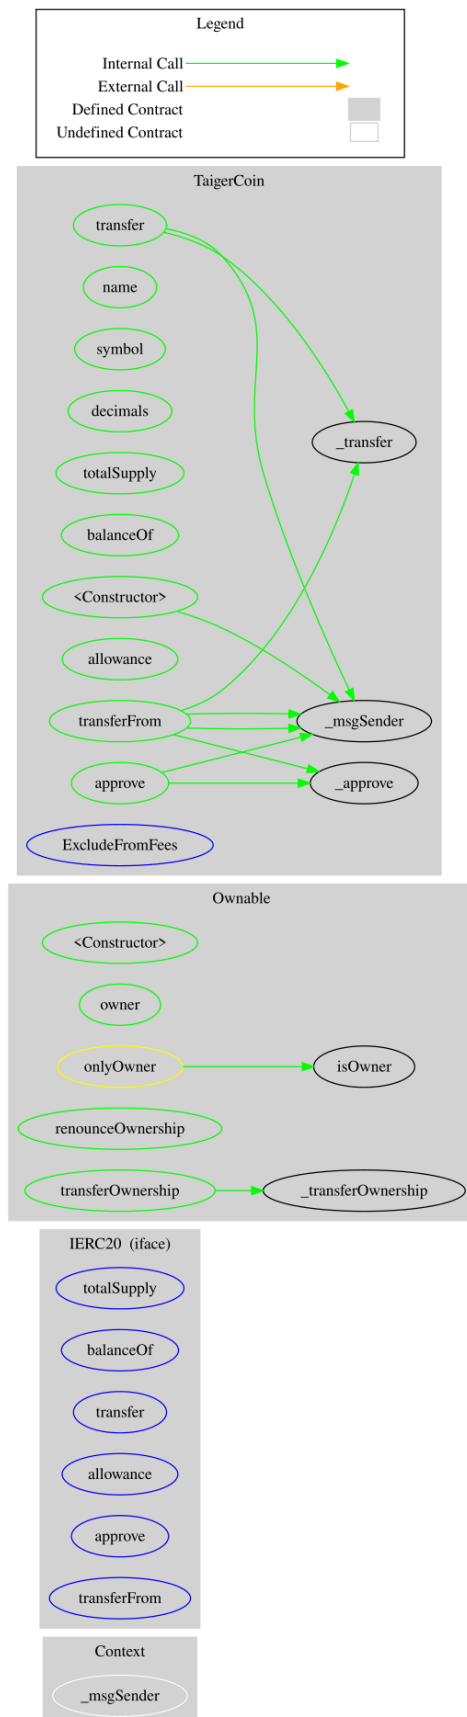 Legend
Internal Call
External Call
Defined Contract
Undefined Contract
TaigerCoin
transfer
name
symbol
decimals
_transfer
totalSupply
balanceOf
<Constructor>
allowance
transferFrom
_msgSender
approve
_approve
ExcludeFromFees
Ownable
<Constructor>
owner
onlyOwner
isOwner
renounceOwnership
transferOwnership
_transferOwnership
IERC20 (iface)
totalSupply
balanceOf
transfer
allowance
approve
transferFrom
Context
_msgSender